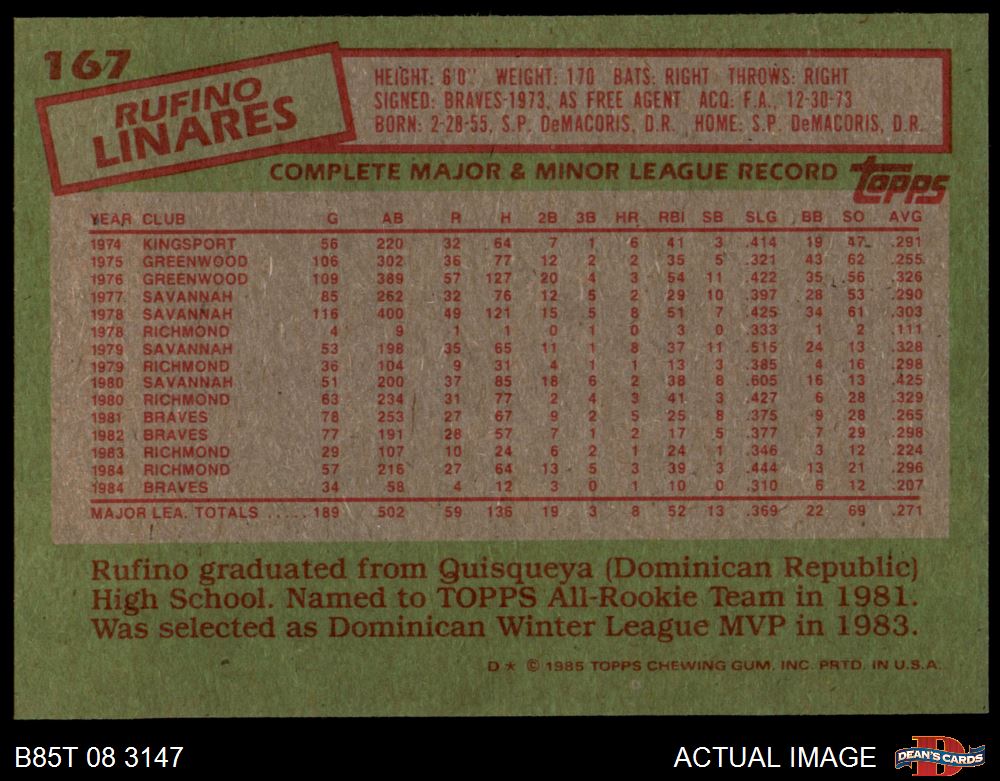 167
RUFINO
LINARES
HEIGHT: 6'0" WEIGHT: 170 BATS: RIGHT THROWS: RIGHT
SIGNED: BRAVES-1973, AS FREE AGENT ACQ: F.A., 12-30-73
BORN: 2-28-55, S.P. DeMACORIS, D.R. HOME: S.P. DeMACORIS, D.R.
COMPLETE MAJOR & MINOR LEAGUE RECORD topps
YEAR CLUB G AB R H 2B 3B HR RBI SB SLG BB SO AVG
1974 KINGSPORT 56 220 32 64 7 1 6 41 3 .414 19 47 .291
1975 GREENWOOD 106 302 36 77 12 2 2 35 5 .321 43 62 .255
1976 GREENWOOD 109 389 57 127 20 4 3 54 11 .422 35 56 .326
1977 SAVANNAH 85 262 32 76 12 5 2 29 10 .397 28 53 .290
1978 SAVANNAH 116 400 49 121 15 5 8 51 7 .425 34 61 .303
1978 RICHMOND 4 9 1 1 0 1 0 3 0 .333 1 2 .111
1979 SAVANNAH 53 198 35 65 11 1 8 37 11 .515 24 13 .328
1979 RICHMOND 36 104 9 31 4 1 1 13 3 .385 4 16 .298
1980 SAVANNAH 51 200 37 85 18 6 2 38 8 .605 16 13 .425
1980 RICHMOND 63 234 31 77 2 4 3 41 3 .427 6 28 .329
1981 BRAVES 78 253 27 67 9 2 5 25 8 .375 9 28 .265
1982 BRAVES 77 191 28 57 7 1 2 17 5 .377 7 29 .298
1983 RICHMOND 29 107 10 24 6 2 1 24 1 .346 3 12 .224
1984 RICHMOND 57 216 27 64 13 5 3 39 3 .444 13 21 .296
1984 BRAVES 34 58 4 12 3 0 1 10 0 .310 6 12 .207
MAJOR LEA. TOTALS ..... 189 502 59 136 19 3 8 52 13 .369 22 69 .271
Rufino graduated from Quisqueya (Dominican Republic)
High School. Named to TOPPS All-Rookie Team in 1981.
Was selected as Dominican Winter League MVP in 1983.
D* © 1985 TOPPS CHEWING GUM, INC. PRTD. IN U.S.A.
B85T 08 3147 ACTUAL IMAGE DEAN'S CARDS